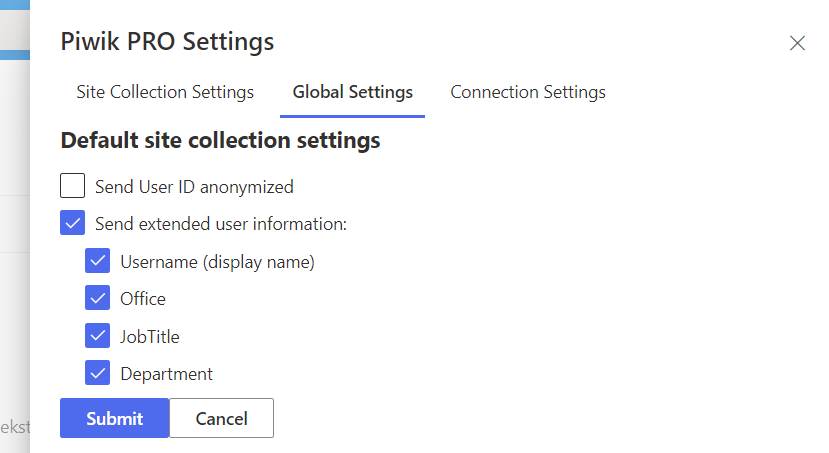 Piwik PRO Settings
Site Collection Settings Global Settings Connection Settings
Default site collection settings
Send User ID anonymized
Send extended user information:
Username (display name)
Office
JobTitle
Department
Submit Cancel
ekst